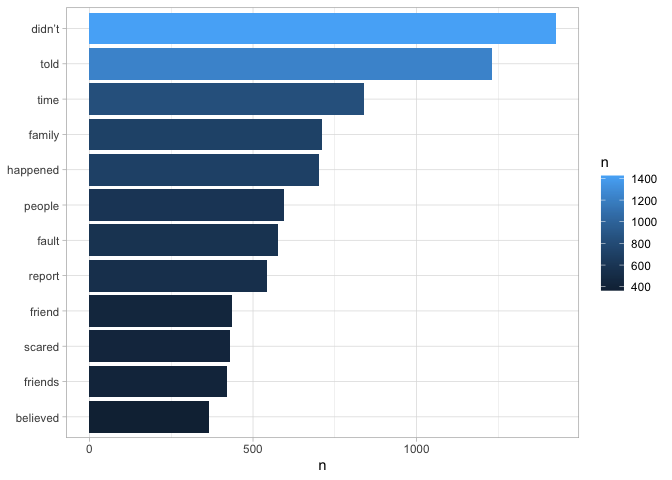 didn't
told
time
family
happened
people
fault
report
friend
scared
friends
believed
0 500 1000
n
n
1400
1200
1000
800
600
400